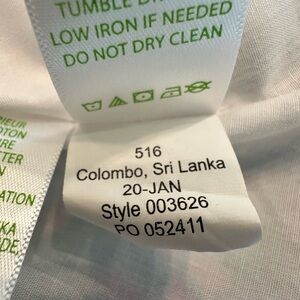 TUMBLE
LOW IRON IF NEEDED
DO NOT DRY CLEAN
516
Colombo, Sri Lanka
20-JAN
Style 003626
PO 052411